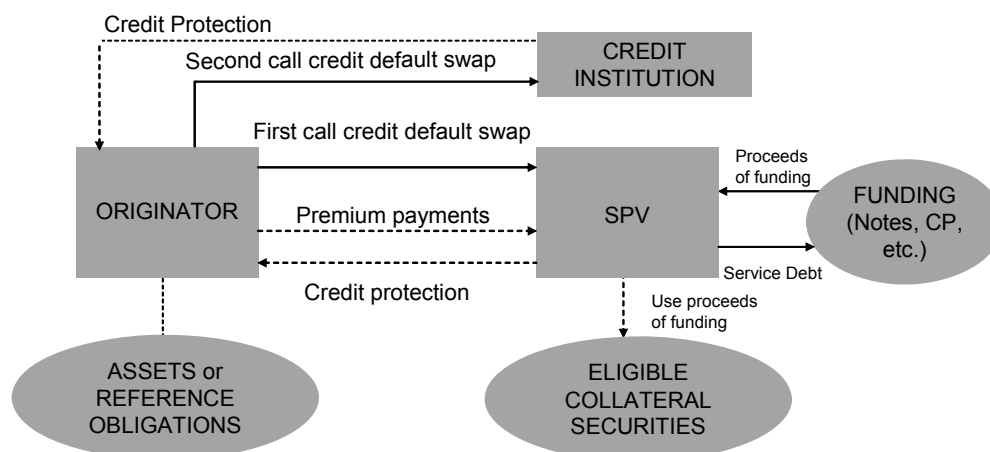 Credit Protection
CREDIT
INSTITUTION
Second call credit default swap
First call credit default swap
ORIGINATOR
Premium payments
SPV
Proceeds
of funding
FUNDING
(Notes, CP,
etc.)
Service Debt
Credit protection
Use proceeds
of funding
ASSETS or
REFERENCE
OBLIGATIONS
ELIGIBLE
COLLATERAL
SECURITIES